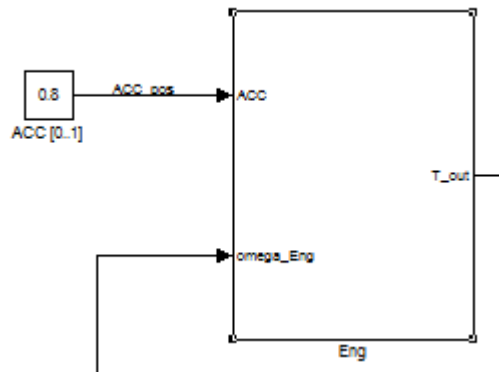 0.8
ACC_pos
ACC [0..1]
ACC
T_out
omega_Eng
Eng